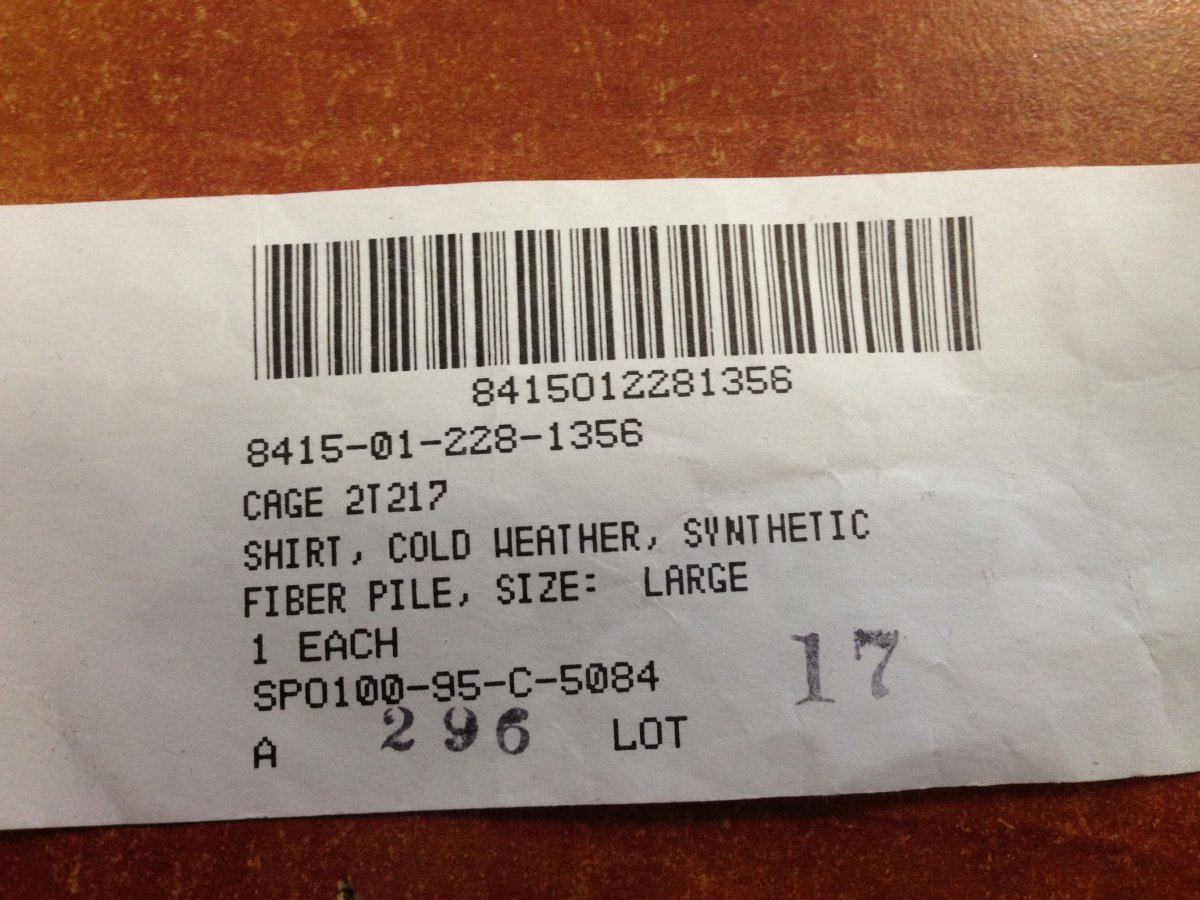 8415012281356
8415-01-228-1356
CAGE 2T217
SHIRT, COLD WEATHER, SYNTHETIC
FIBER PILE, SIZE: LARGE
1 EACH
SPO100-95-C-5084
A 296 LOT 17